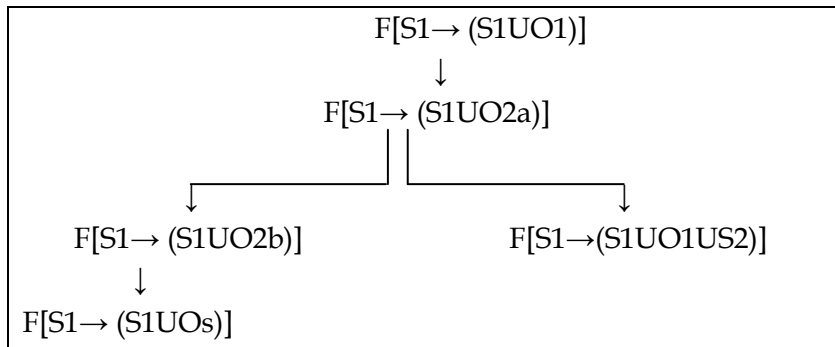 F[S1→ (S1UO1)]
↓
F[S1→ (S1UO2a)]
F[S1→ (S1UO2b)] F[S1→(S1UO1US2)]
↓
F[S1→ (S1UOs)]